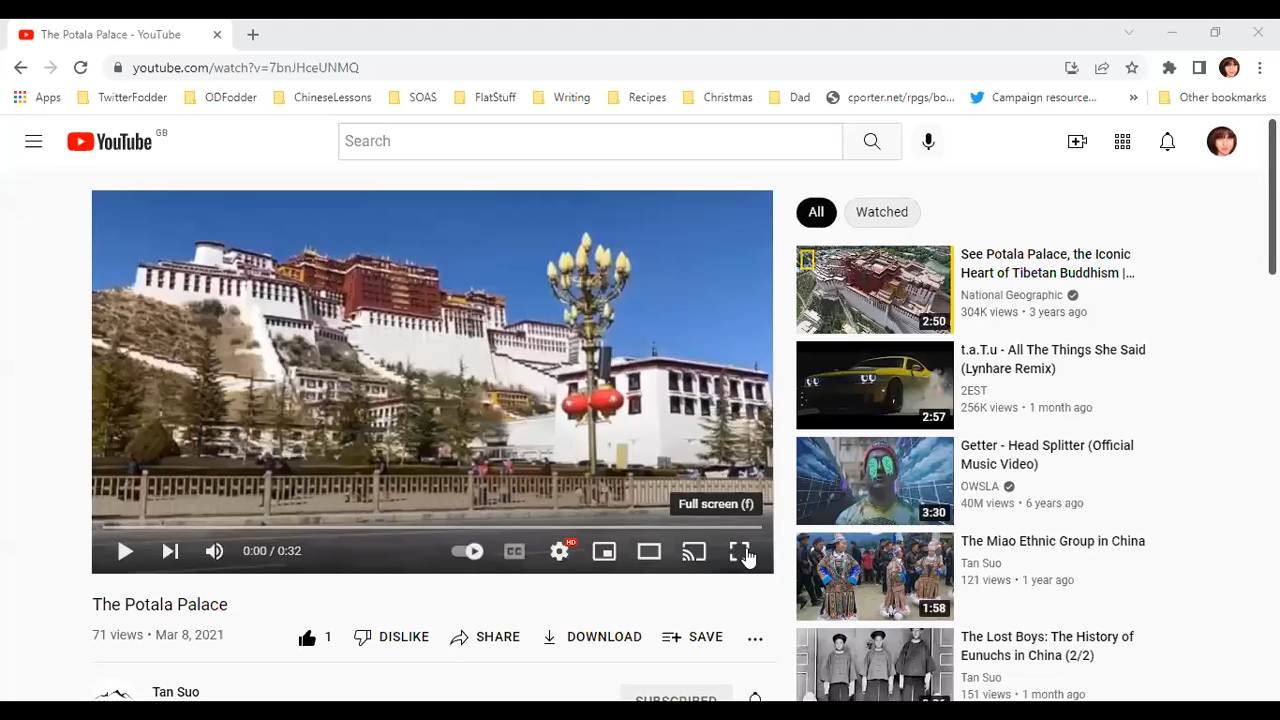 The Potala Palace - YouTube
youtube.com/watch?v=7bnJHceUNMQ
Apps TwitterFodder ODFodder ChineseLessons SOAS FlatStuff Writing Recipes Christmas Dad cporter.net/rpgs/bo... Campaign resource... » Other bookmarks
YouTube GB
Search
All Watched
See Potala Palace, the Iconic
Heart of Tibetan Buddhism |...
National Geographic
304K views • 3 years ago
2:50
t.a.T.u - All The Things She Said
(Lynhare Remix)
2EST
256K views • 1 month ago
2:57
Getter - Head Splitter (Official
Music Video)
OWSLA
40M views • 6 years ago
3:30
The Miao Ethnic Group in China
Tan Suo
121 views • 1 year ago
1:58
The Lost Boys: The History of
Eunuchs in China (2/2)
Tan Suo
151 views • 1 month ago
Full screen (f)
0:00 / 0:32 CC HD
The Potala Palace
71 views • Mar 8, 2021
1 DISLIKE SHARE DOWNLOAD SAVE ...
Tan Suo
SUBSCRIBED